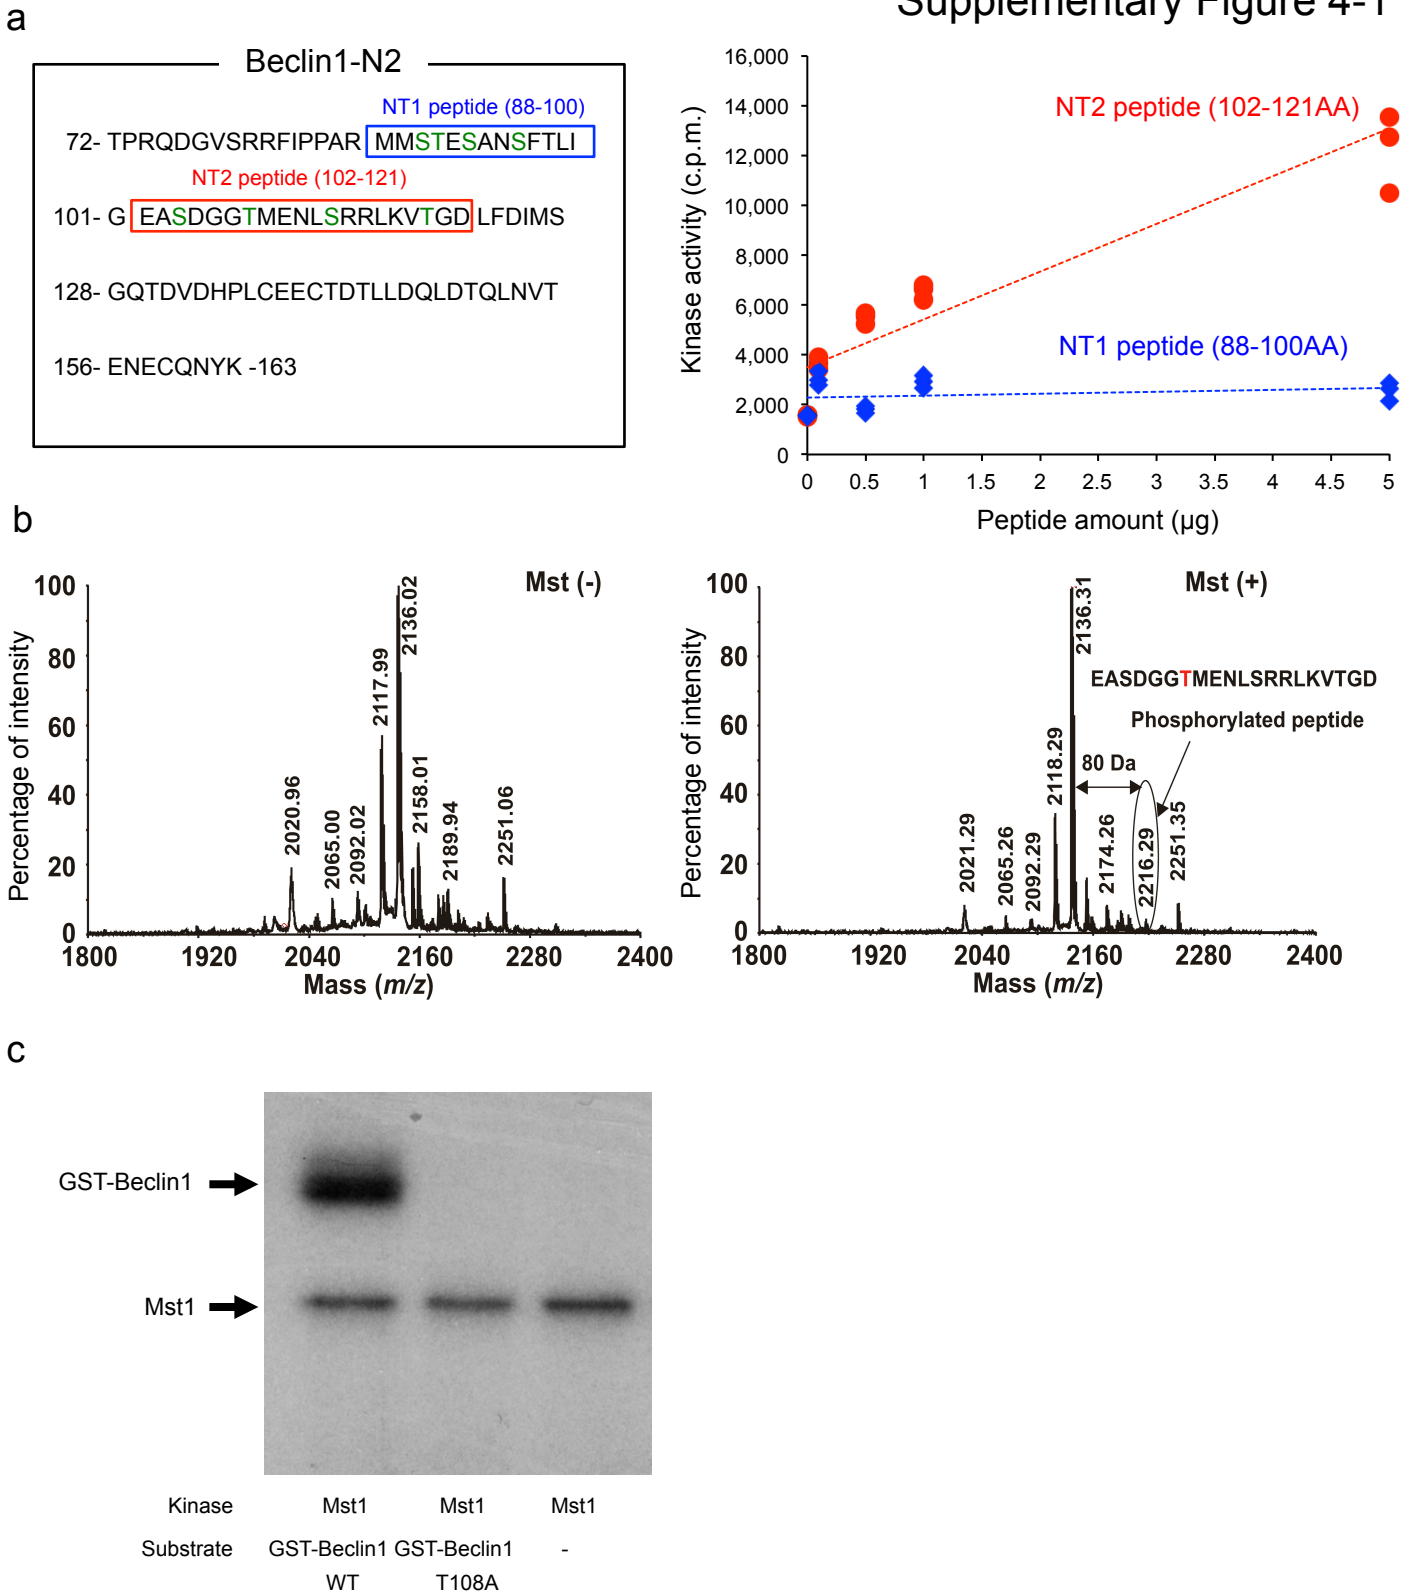 Supplementary Figure 4-1
a
Beclin1-N2
NT1 peptide (88-100)
72- TPRQDGVSRRFIPPAR MMSTESANSFTLI
NT2 peptide (102-121)
101- G EASDGGTMENLSRRLKVTGD LFDIMS
128- GQTDVDHPLCEECTDTLLDQLDTQLNVT
156- ENECQNYK -163
16,000
14,000
12,000
10,000
8,000
6,000
4,000
2,000
0
Kinase activity (c.p.m.)
NT2 peptide (102-121AA)
NT1 peptide (88-100AA)
0 0.5 1 1.5 2 2.5 3 3.5 4 4.5 5
Peptide amount (µg)
b
100
80
60
40
20
0
Percentage of intensity
Mst (-)
2020.96
2065.00
2092.02
2117.99
2136.02
2158.01
2189.94
2251.06
1800 1920 2040 2160 2280 2400
Mass (m/z)
100
80
60
40
20
0
Percentage of intensity
Mst (+)
EASDGGTMENLSRRLKVTGD
Phosphorylated peptide
80 Da
2021.29
2065.26
2092.29
2118.29
2136.31
2174.26
2216.29
2251.35
1800 1920 2040 2160 2280 2400
Mass (m/z)
c
GST-Beclin1
Mst1
Kinase Mst1 Mst1 Mst1
Substrate GST-Beclin1 GST-Beclin1 -
WT T108A